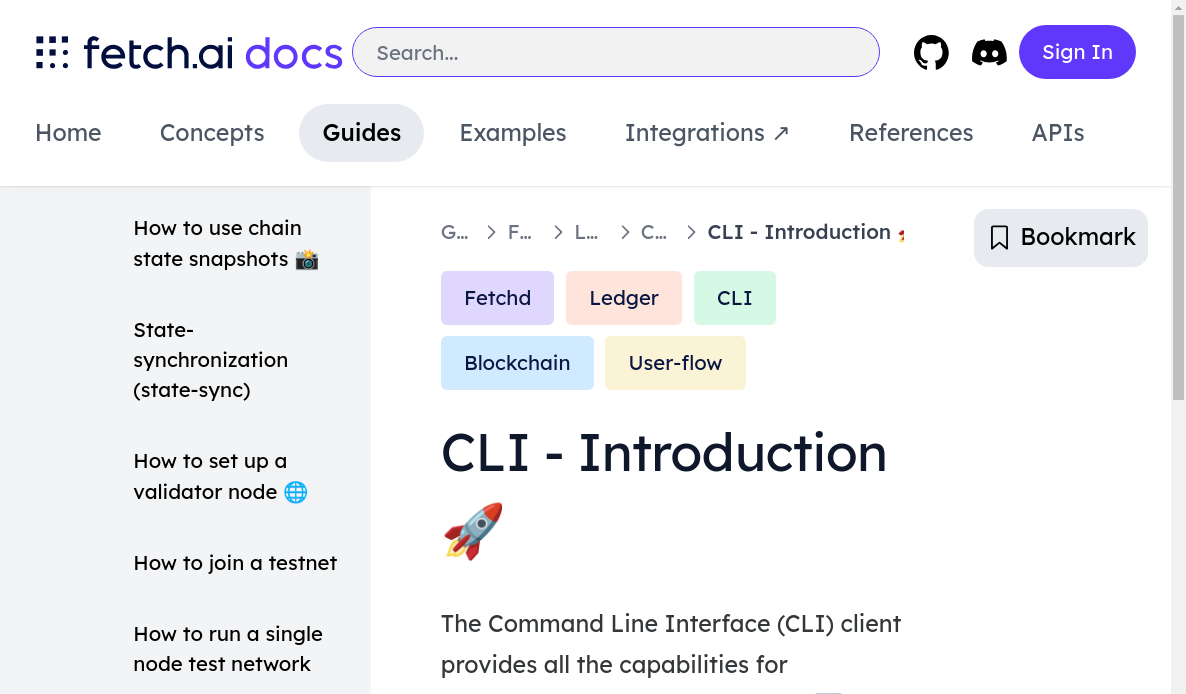 fetch.ai docs
Search...
Sign In
Home
Concepts
Guides
Examples
Integrations ↗
References
APIs
How to use chain
state snapshots 📸
State-
synchronization
(state-sync)
How to set up a
validator node 🌐
How to join a testnet
How to run a single
node test network
G... > F... > L... > C... > CLI - Introduction 🚀
Bookmark
Fetchd
Ledger
CLI
Blockchain
User-flow
CLI - Introduction
🚀
The Command Line Interface (CLI) client
provides all the capabilities for